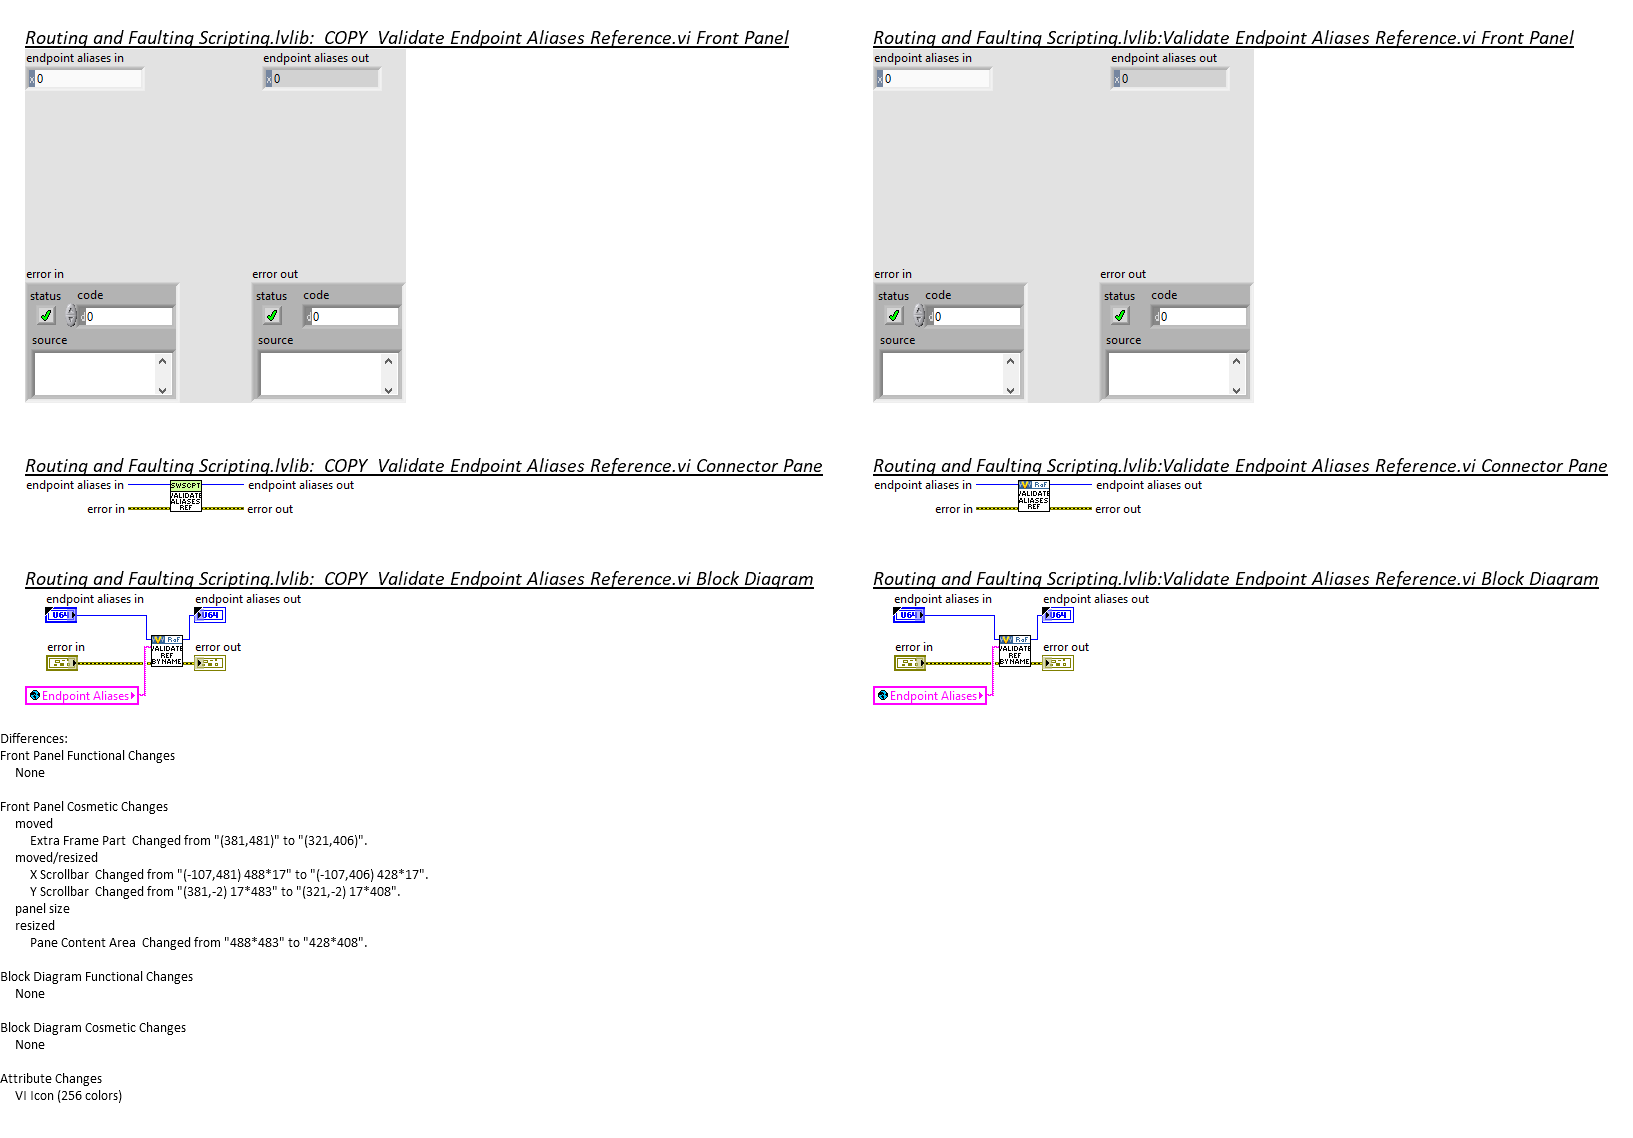 Routing and Faulting Scripting.lvlib:_COPY_Validate Endpoint Aliases Reference.vi Front Panel
endpoint aliases in
endpoint aliases out
x 0
x 0
error in
error out
status
code
status
code
d 0
d 0
source
source
Routing and Faulting Scripting.lvlib:Validate Endpoint Aliases Reference.vi Front Panel
endpoint aliases in
endpoint aliases out
x 0
x 0
error in
error out
status
code
status
code
d 0
d 0
source
source
Routing and Faulting Scripting.lvlib:_COPY_Validate Endpoint Aliases Reference.vi Connector Pane
endpoint aliases in
SWSCPT
VALIDATE
ALIASES
REF
endpoint aliases out
error in
error out
Routing and Faulting Scripting.lvlib:Validate Endpoint Aliases Reference.vi Connector Pane
endpoint aliases in
RaF
VALIDATE
ALIASES
REF
endpoint aliases out
error in
error out
Routing and Faulting Scripting.lvlib:_COPY_Validate Endpoint Aliases Reference.vi Block Diagram
endpoint aliases in
endpoint aliases out
U64
U64
error in
RaF
VALIDATE
REF
BY NAME
error out
Endpoint Aliases
Routing and Faulting Scripting.lvlib:Validate Endpoint Aliases Reference.vi Block Diagram
endpoint aliases in
endpoint aliases out
U64
U64
error in
RaF
VALIDATE
REF
BY NAME
error out
Endpoint Aliases
Differences:
Front Panel Functional Changes
None
Front Panel Cosmetic Changes
moved
Extra Frame Part  Changed from "(381,481)" to "(321,406)".
moved/resized
X Scrollbar  Changed from "(-107,481) 488*17" to "(-107,406) 428*17".
Y Scrollbar  Changed from "(381,-2) 17*483" to "(321,-2) 17*408".
panel size
resized
Pane Content Area  Changed from "488*483" to "428*408".
Block Diagram Functional Changes
None
Block Diagram Cosmetic Changes
None
Attribute Changes
VI Icon (256 colors)